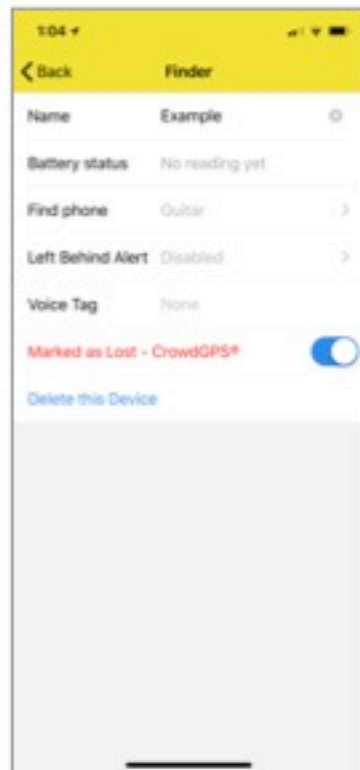 1:04
Back Finder
Name Example
Battery status No reading yet
Find phone Guitar
Left Behind Alert Disabled
Voice Tag None
Marked as Lost - CrowdGPS®
Delete this Device